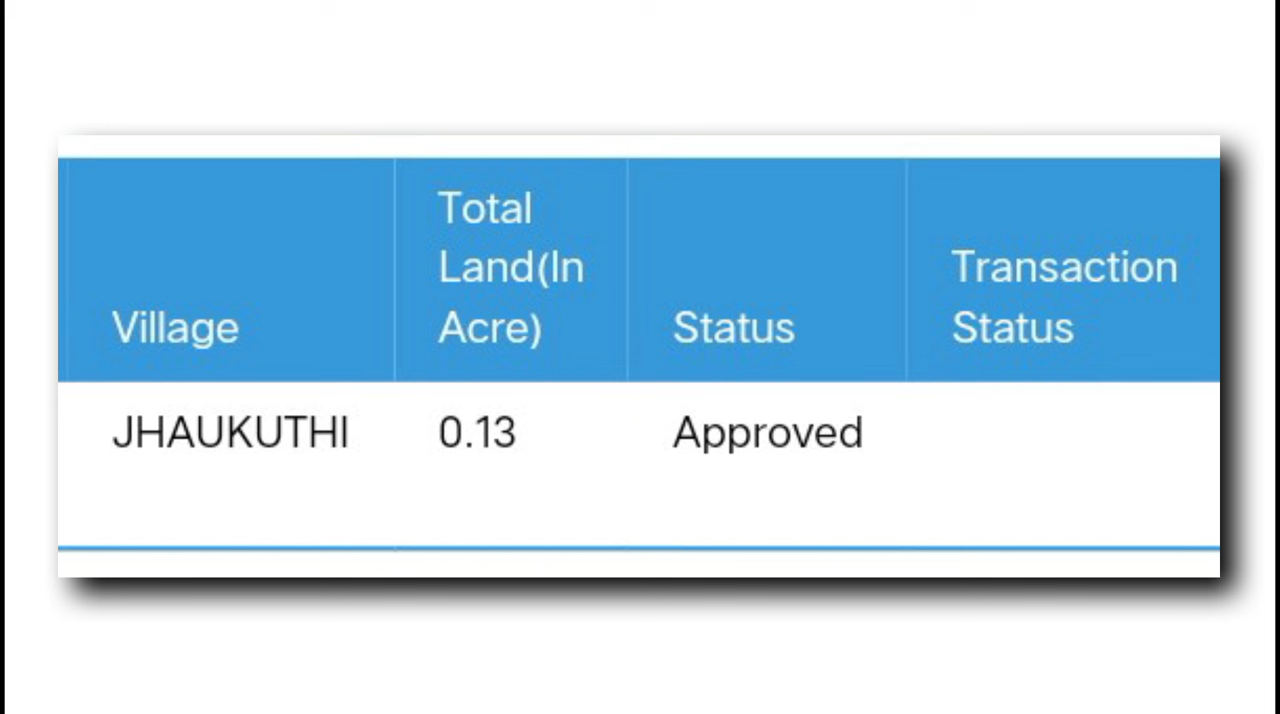 Village
Total
Land(In
Acre)
Status
Transaction
Status
JHAUKUTHI
0.13
Approved